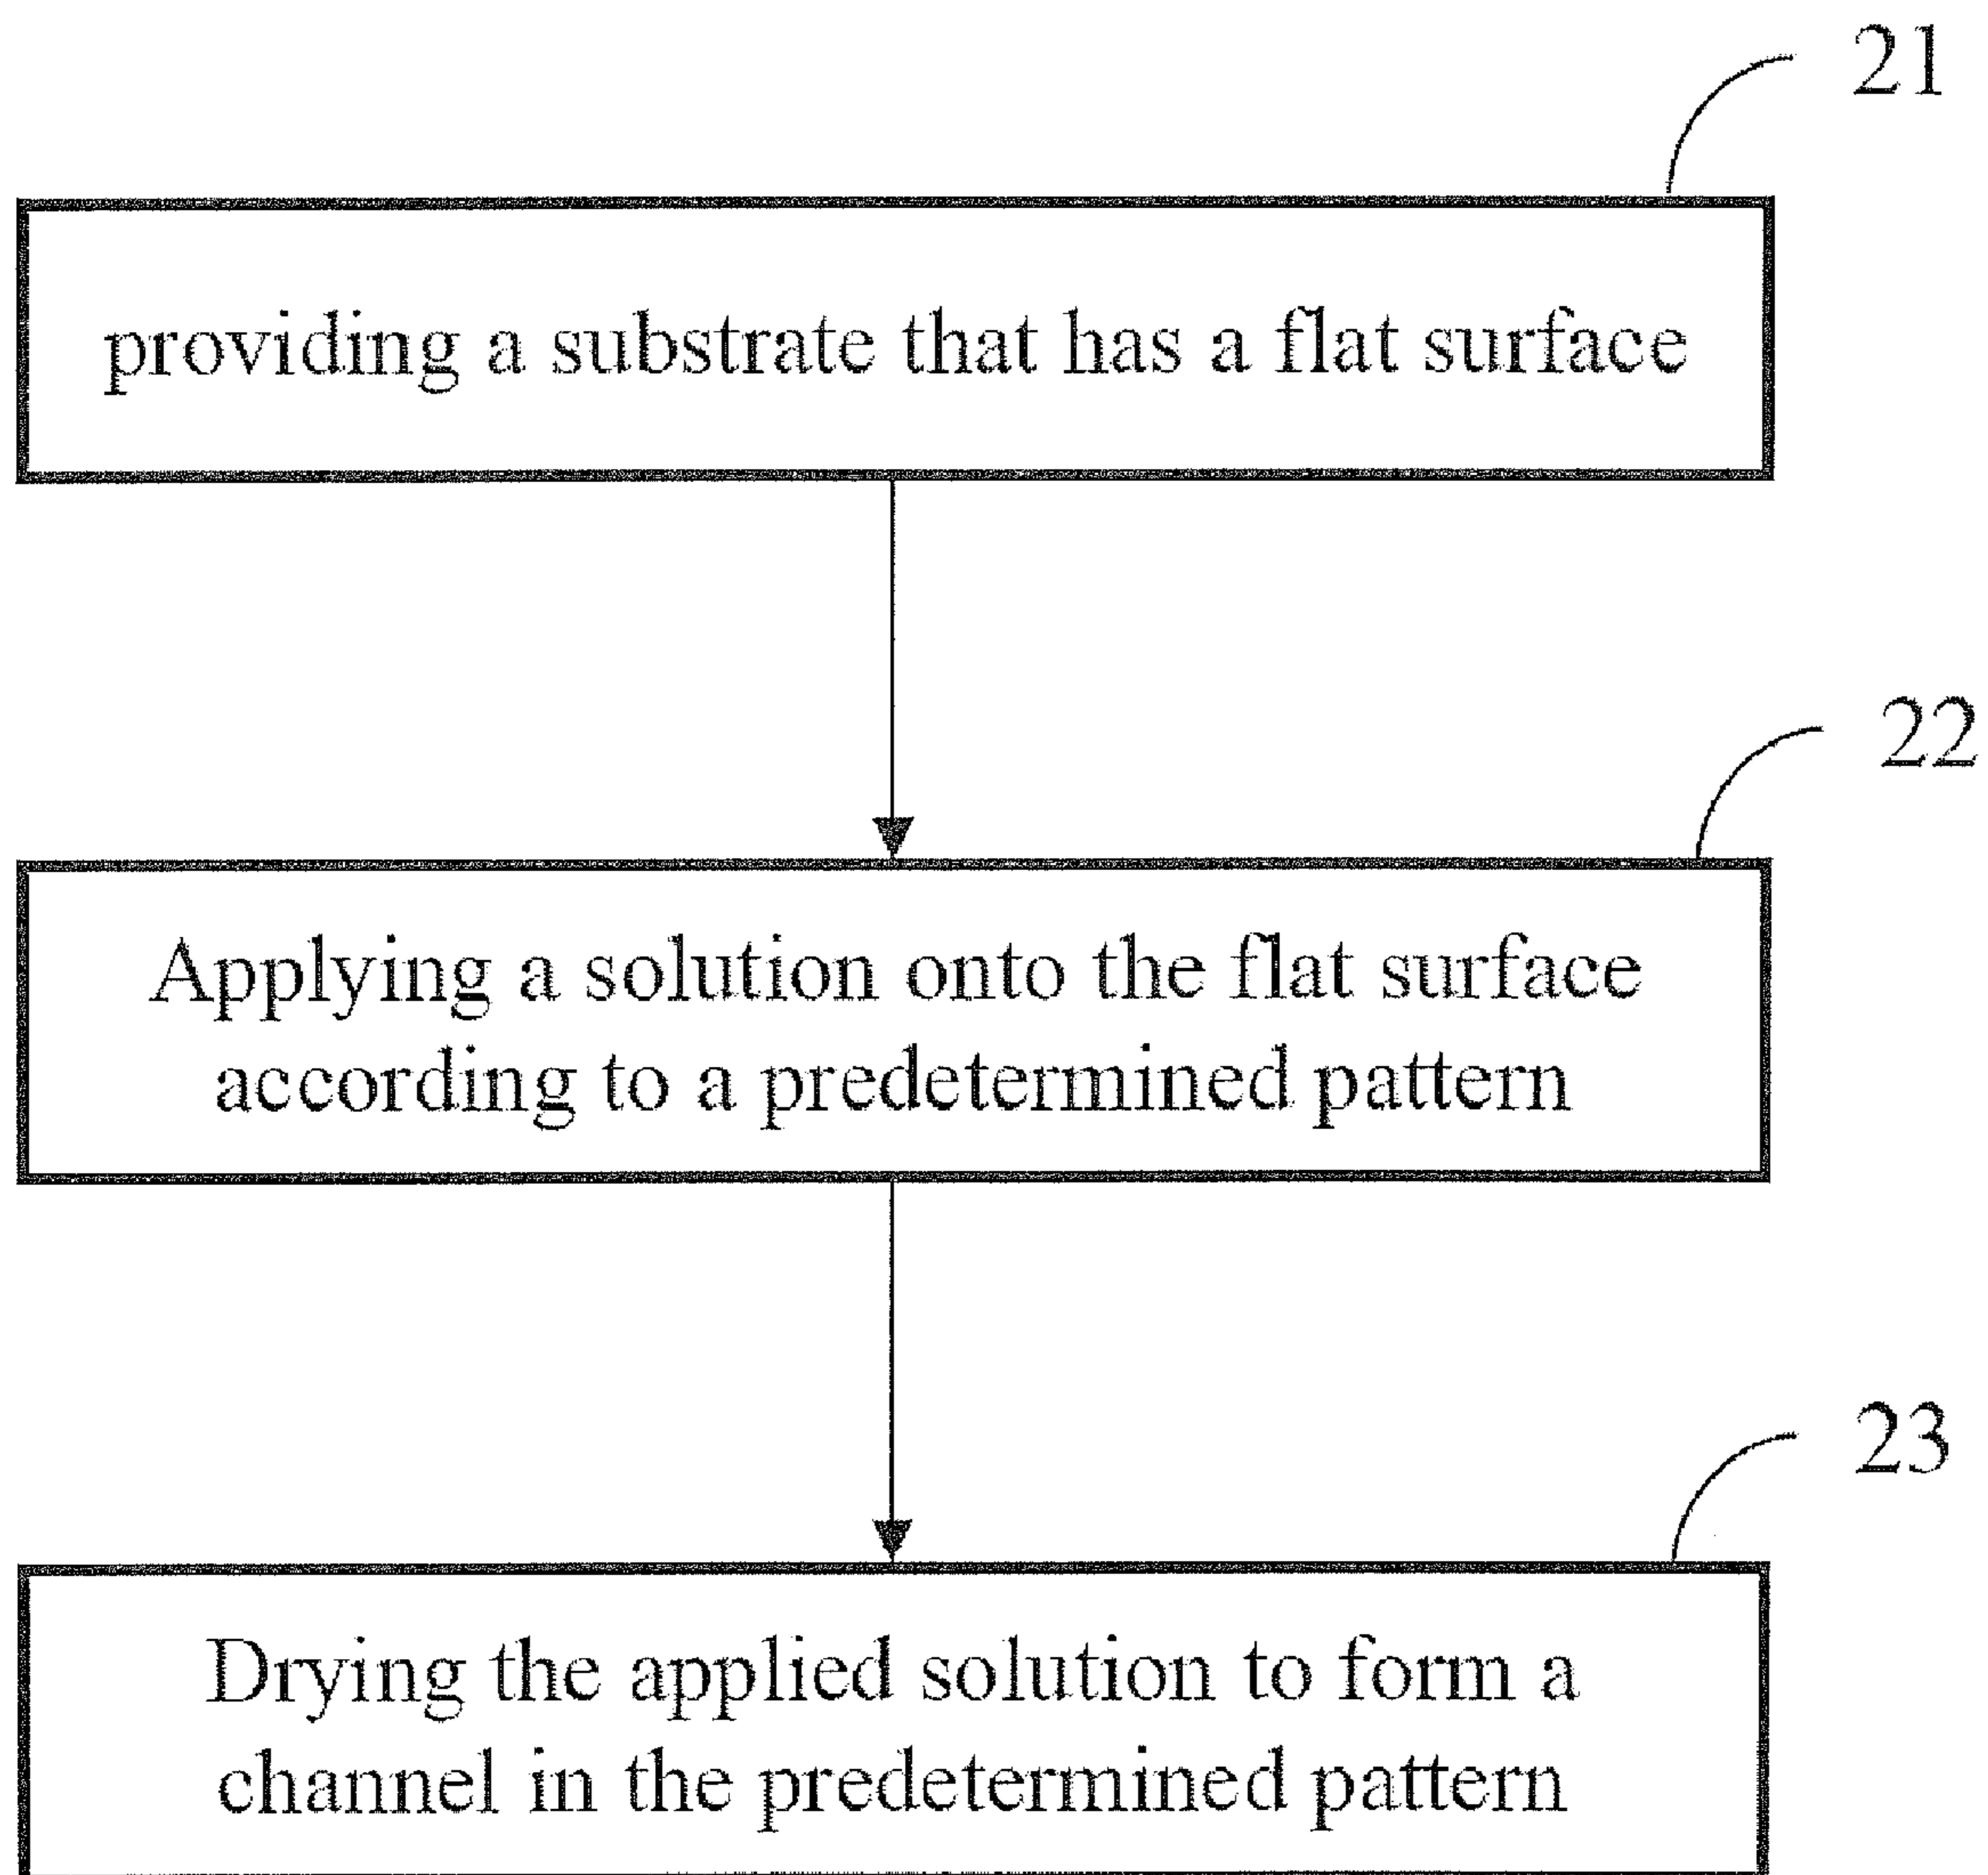 21
providing a substrate that has a flat surface
22
Applying a solution onto the flat surface
according to a predetermined pattern
23
Drying the applied solution to form a
channel in the predetermined pattern